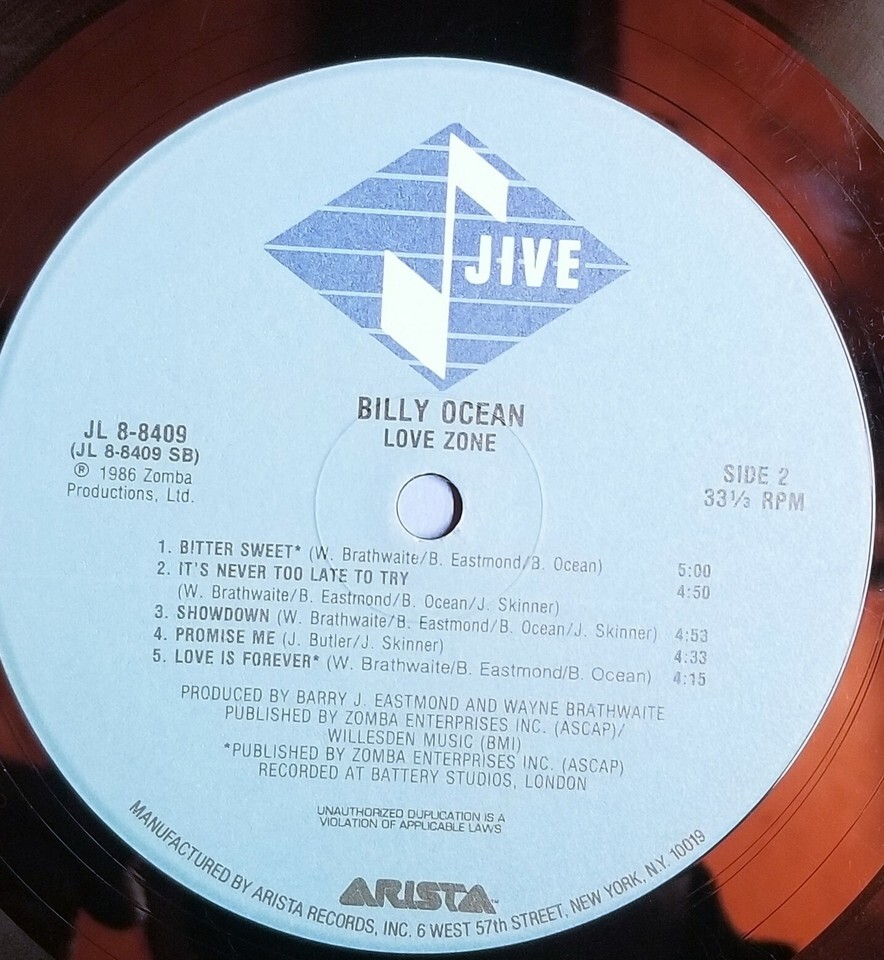 JIVE
BILLY OCEAN
LOVE ZONE
JL 8-8409
(JL 8-8409 SB)
℗ 1986 Zomba
Productions, Ltd.
SIDE 2
33⅓ RPM
1. BITTER SWEET* (W. Brathwaite/B. Eastmond/B. Ocean) 5:00
2. IT'S NEVER TOO LATE TO TRY 4:50
(W. Brathwaite/B. Eastmond/B. Ocean/J. Skinner)
3. SHOWDOWN (W. Brathwaite/B. Eastmond/B. Ocean/J. Skinner) 4:53
4. PROMISE ME (J. Butler/J. Skinner) 4:33
5. LOVE IS FOREVER* (W. Brathwaite/B. Eastmond/B. Ocean) 4:15
PRODUCED BY BARRY J. EASTMOND AND WAYNE BRATHWAITE
PUBLISHED BY ZOMBA ENTERPRISES INC. (ASCAP)/
WILLESDEN MUSIC (BMI)
*PUBLISHED BY ZOMBA ENTERPRISES INC. (ASCAP)
RECORDED AT BATTERY STUDIOS, LONDON
UNAUTHORIZED DUPLICATION IS A
VIOLATION OF APPLICABLE LAWS
ARISTA™
MANUFACTURED BY ARISTA RECORDS, INC. 6 WEST 57th STREET, NEW YORK, N.Y. 10019